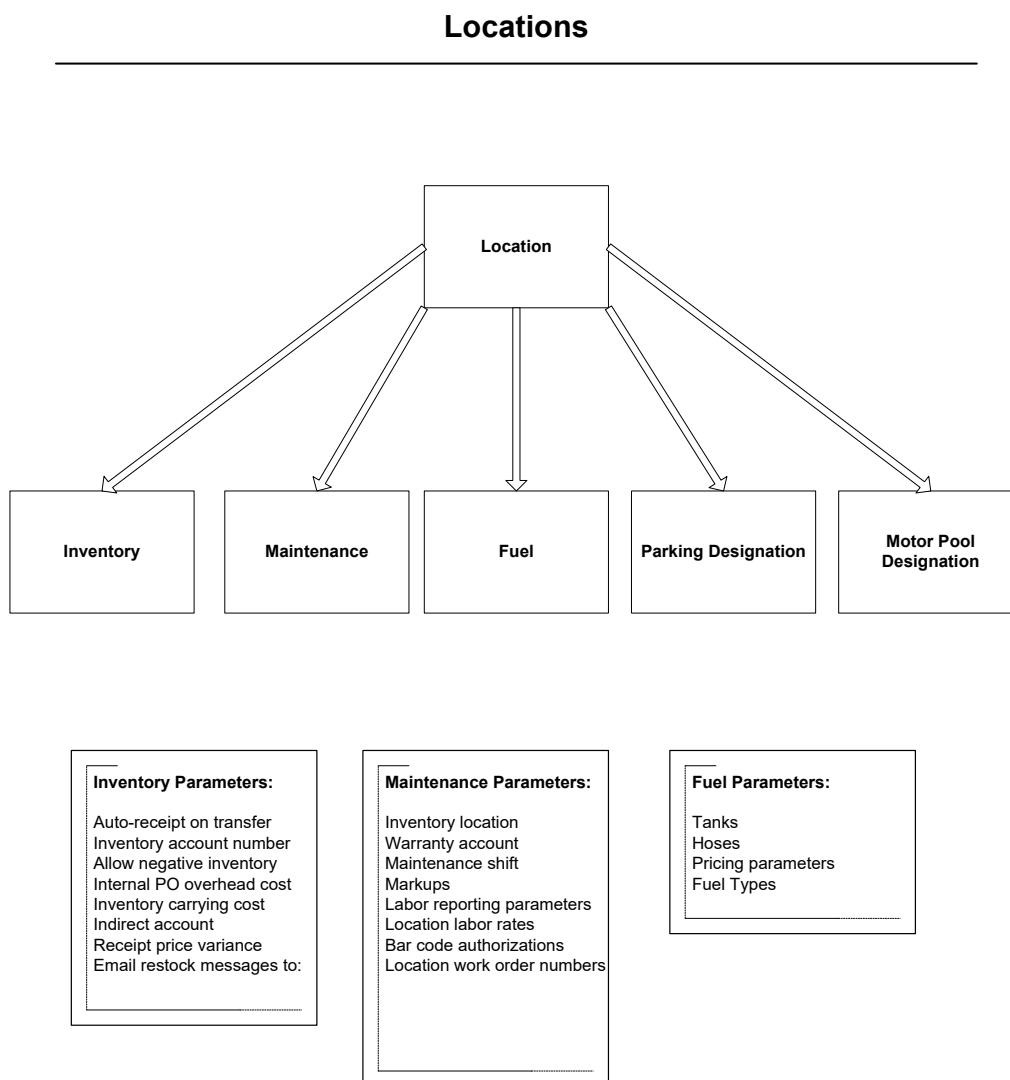 Locations
Location
Inventory
Maintenance
Fuel
Parking Designation
Motor Pool
Designation
Inventory Parameters:
Auto-receipt on transfer
Inventory account number
Allow negative inventory
Internal PO overhead cost
Inventory carrying cost
Indirect account
Receipt price variance
Email restock messages to:
Maintenance Parameters:
Inventory location
Warranty account
Maintenance shift
Markups
Labor reporting parameters
Location labor rates
Bar code authorizations
Location work order numbers
Fuel Parameters:
Tanks
Hoses
Pricing parameters
Fuel Types